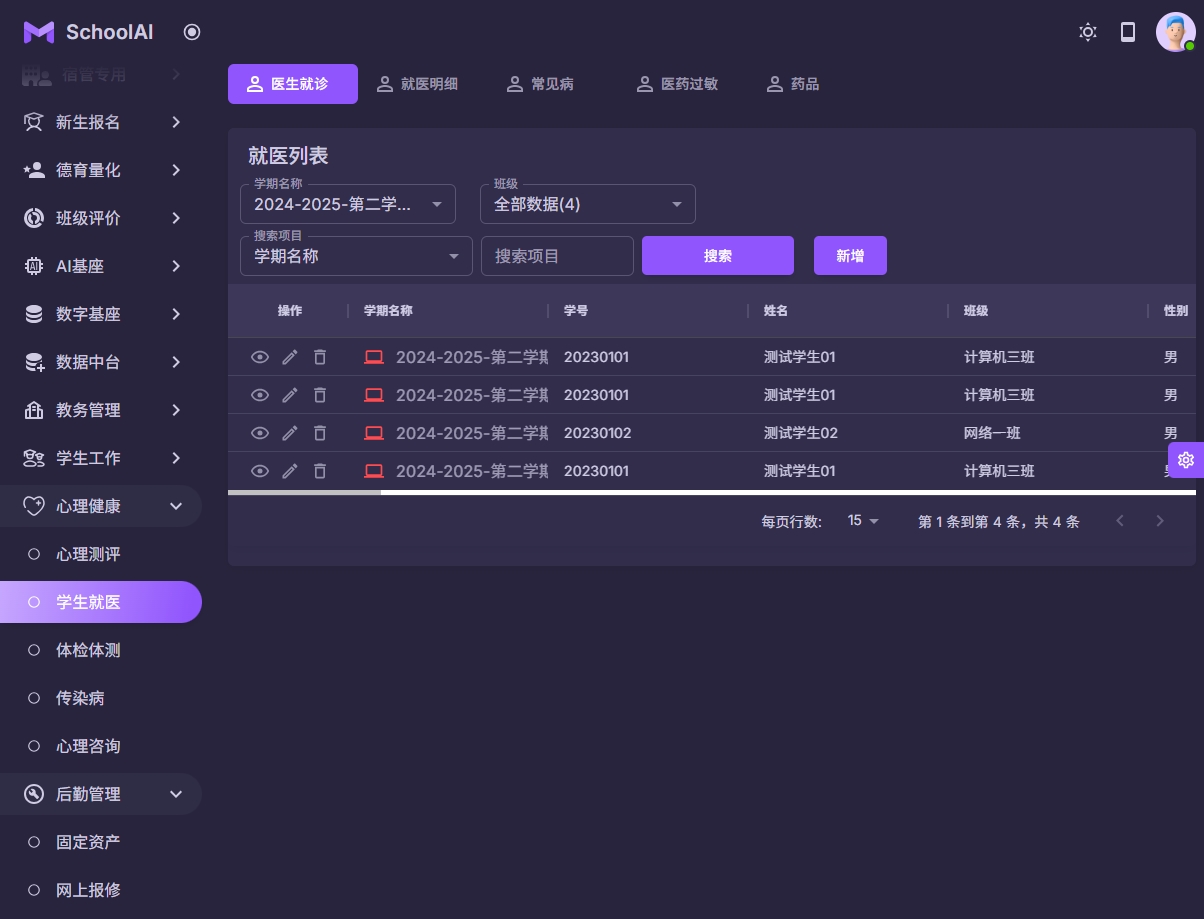 SchoolAI
宿管专用
新生报名
德育量化
班级评价
AI基座
数字基座
数据中台
教务管理
学生工作
心理健康
心理测评
学生就医
体检体测
传染病
心理咨询
后勤管理
固定资产
网上报修
医生就诊 就医明细 常见病 医药过敏 药品
就医列表
学期名称 班级
2024-2025-第二学... 全部数据(4)
搜索项目
学期名称 搜索项目 搜索 新增
操作 学期名称 学号 姓名 班级 性别
2024-2025-第二学期 20230101 测试学生01 计算机三班 男
2024-2025-第二学期 20230101 测试学生01 计算机三班 男
2024-2025-第二学期 20230102 测试学生02 网络一班 男
2024-2025-第二学期 20230101 测试学生01 计算机三班 男
每页行数: 15 第 1 条到第 4 条，共 4 条